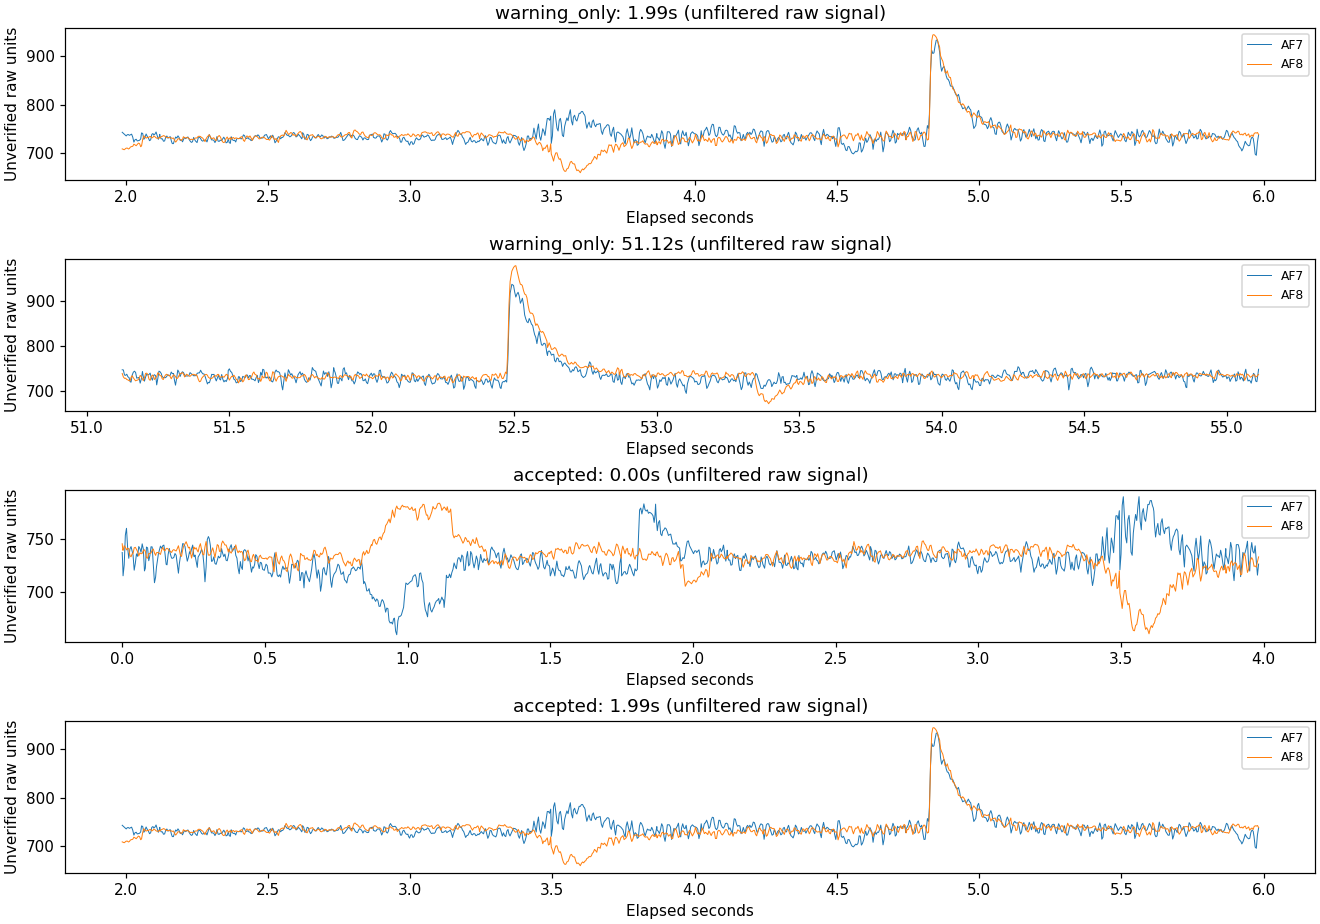 warning_only: 1.99s (unfiltered raw signal)
Unverified raw units
900
800
700
AF7
AF8
2.0 2.5 3.0 3.5 4.0 4.5 5.0 5.5 6.0
Elapsed seconds
warning_only: 51.12s (unfiltered raw signal)
Unverified raw units
900
800
700
AF7
AF8
51.0 51.5 52.0 52.5 53.0 53.5 54.0 54.5 55.0
Elapsed seconds
accepted: 0.00s (unfiltered raw signal)
Unverified raw units
750
700
AF7
AF8
0.0 0.5 1.0 1.5 2.0 2.5 3.0 3.5 4.0
Elapsed seconds
accepted: 1.99s (unfiltered raw signal)
Unverified raw units
900
800
700
AF7
AF8
2.0 2.5 3.0 3.5 4.0 4.5 5.0 5.5 6.0
Elapsed seconds